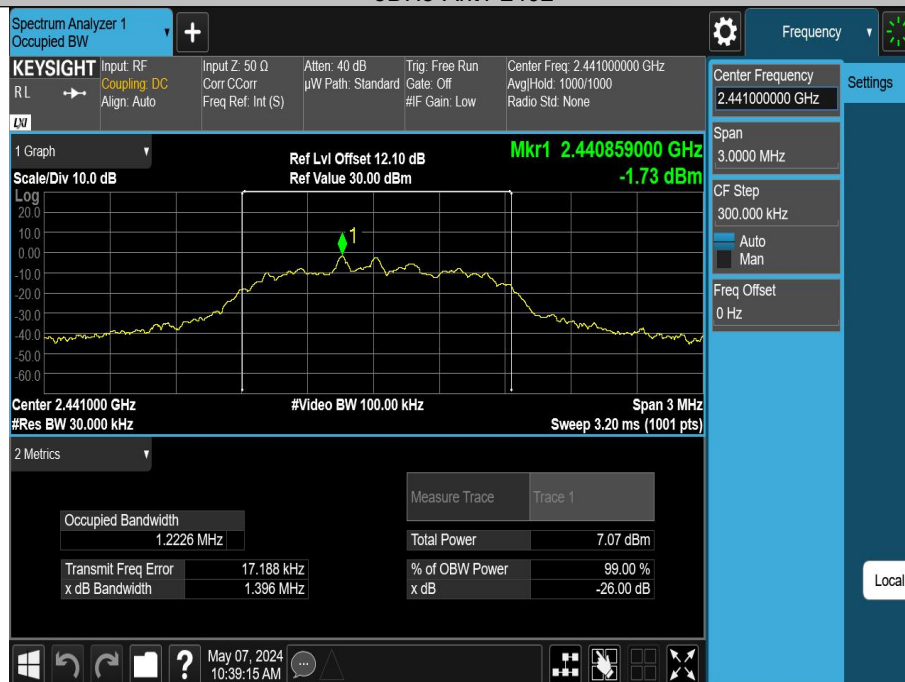 Spectrum Analyzer 1
Occupied BW
Frequency
KEYSIGHT
RL
LXI
Input: RF
Coupling: DC
Align: Auto
Input Z: 50 Ω
Corr CCorr
Freq Ref: Int (S)
Atten: 40 dB
µW Path: Standard
Trig: Free Run
Gate: Off
#IF Gain: Low
Center Freq: 2.441000000 GHz
Avg|Hold: 1000/1000
Radio Std: None
Center Frequency
2.441000000 GHz
Settings
Span
3.0000 MHz
CF Step
300.000 kHz
Auto
Man
Freq Offset
0 Hz
Local
1 Graph
Scale/Div 10.0 dB
Ref Lvl Offset 12.10 dB
Ref Value 30.00 dBm
Mkr1 2.440859000 GHz
-1.73 dBm
Log
20.0
10.0
0.00
-10.0
-20.0
-30.0
-40.0
-50.0
-60.0
1
Center 2.441000 GHz
#Res BW 30.000 kHz
#Video BW 100.00 kHz
Span 3 MHz
Sweep 3.20 ms (1001 pts)
2 Metrics
Measure Trace Trace 1
Occupied Bandwidth
1.2226 MHz
Total Power 7.07 dBm
Transmit Freq Error 17.188 kHz
% of OBW Power 99.00 %
x dB Bandwidth 1.396 MHz
x dB -26.00 dB
May 07, 2024
10:39:15 AM